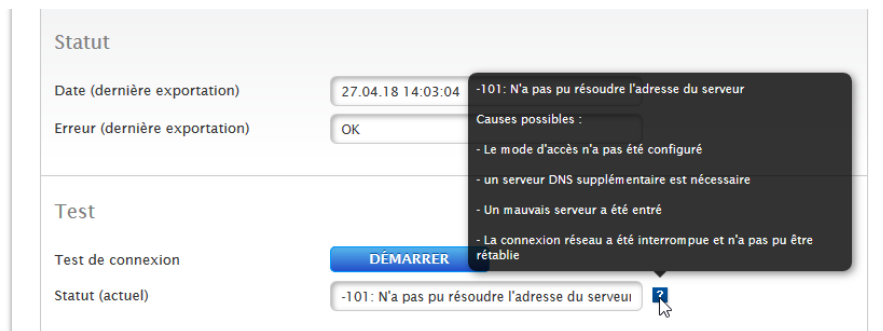 Statut
Date (dernière exportation)
27.04.18 14:03:04
Erreur (dernière exportation)
OK
-101: N'a pas pu résoudre l'adresse du serveur
Causes possibles :
- Le mode d'accès n'a pas été configuré
- un serveur DNS supplémentaire est nécessaire
- Un mauvais serveur a été entré
- La connexion réseau a été interrompue et n'a pas pu être
rétablie
Test
Test de connexion
DÉMARRER
Statut (actuel)
-101: N'a pas pu résoudre l'adresse du serveur
?